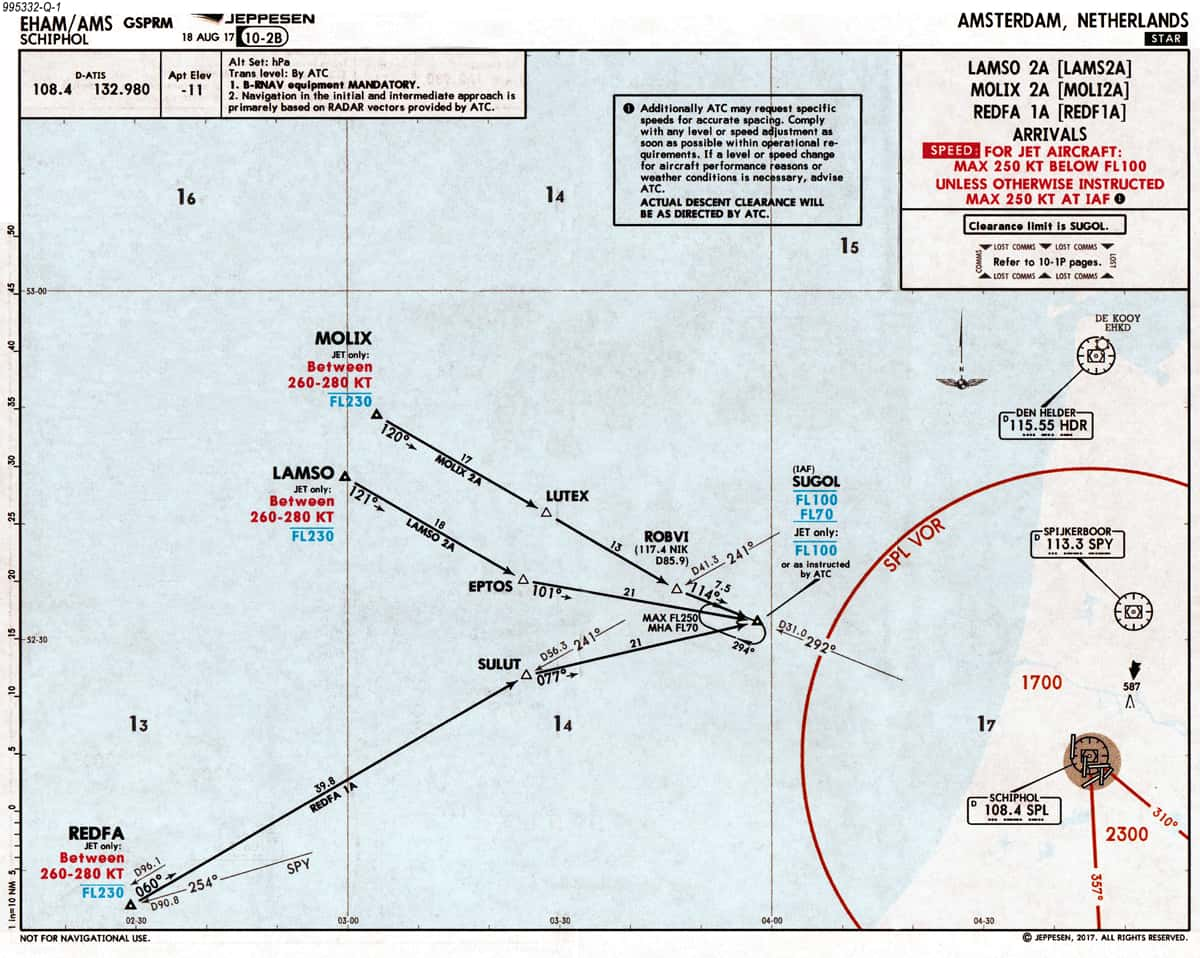 995332-Q-1
EHAM/AMS GSPRM
SCHIPHOL
JEPPESEN
18 AUG 17 10-2B
AMSTERDAM, NETHERLANDS
STAR
D-ATIS
108.4 132.980
Apt Elev
-11
Alt Set: hPa
Trans level: By ATC
1. B-RNAV equipment MANDATORY.
2. Navigation in the initial and intermediate approach is
primarely based on RADAR vectors provided by ATC.
1 Additionally ATC may request specific
speeds for accurate spacing. Comply
with any level or speed adjustment as
soon as possible within operational re-
quirements. If a level or speed change
for aircraft performance reasons or
weather conditions is necessary, advise
ATC.
ACTUAL DESCENT CLEARANCE WILL
BE AS DIRECTED BY ATC.
LAMSO 2A [LAMS2A]
MOLIX 2A [MOLI2A]
REDFA 1A [REDF1A]
ARRIVALS
SPEED: FOR JET AIRCRAFT:
MAX 250 KT BELOW FL100
UNLESS OTHERWISE INSTRUCTED
MAX 250 KT AT IAF 1
Clearance limit is SUGOL.
LOST COMMS LOST COMMS
COMMS Refer to 10-1P pages. LOST
LOST COMMS LOST COMMS
16
14
15
50
45
40
35
30
25
20
15
10
5
0
5
1 in=10 NM
53-00
52-30
MOLIX
JET only:
Between
260-280 KT
FL230
120°
17
MOLIX 2A
LAMSO
JET only:
Between
260-280 KT
FL230
121°
18
LAMSO 2A
LUTEX
13
EPTOS
101°
21
ROBVI
(117.4 NIK
D85.9)
D41.3 241°
114°
7.5
(IAF)
SUGOL
FL100
FL70
JET only:
FL100
or as instructed
by ATC
MAX FL250
MHA FL70
294°
D31.0 292°
SULUT
D56.3 241°
077°
21
39.8
REDFA 1A
REDFA
JET only:
Between
260-280 KT
FL230
D96.1
060°
D90.8 254° SPY
13
14
17
DE KOOY
EHKD
N
DEN HELDER
D 115.55 HDR
SPL VOR
SPIJKERBOOR
D 113.3 SPY
587
1700
SCHIPHOL
D 108.4 SPL
2300
310°
357°
02-30
03-00
03-30
04-00
04-30
NOT FOR NAVIGATIONAL USE.
© JEPPESEN, 2017. ALL RIGHTS RESERVED.